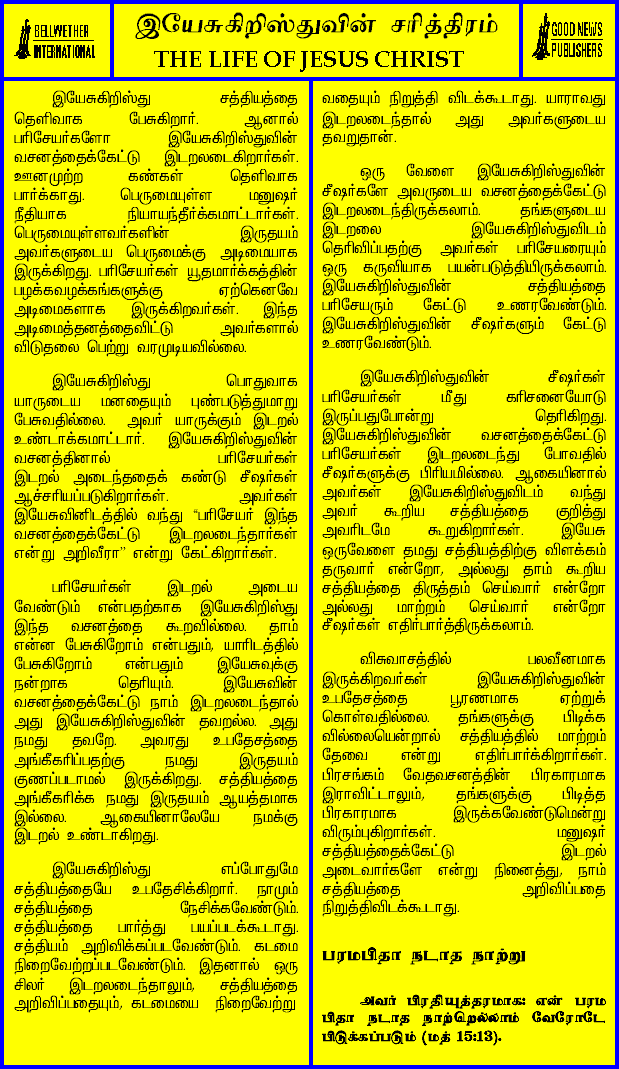 BELLWETHER
INTERNATIONAL
இயேசுகிறிஸ்துவின் சரித்திரம்
THE LIFE OF JESUS CHRIST
GOOD NEWS
PUBLISHERS
இயேசுகிறிஸ்து சத்தியத்தை
தெளிவாக பேசுகிறார். ஆனால்
பரிசேயர்களோ இயேசுகிறிஸ்துவின்
வசனத்தைக்கேட்டு இடறலடைகிறார்கள்.
ஊனமுற்ற கண்கள் தெளிவாக
பார்க்காது. பெருமையுள்ள மனுஷர்
நீதியாக நியாயந்தீர்க்கமாட்டார்கள்.
பெருமையுள்ளவர்களின் இருதயம்
அவர்களுடைய பெருமைக்கு அடிமையாக
இருக்கிறது. பரிசேயர்கள் யூதமார்க்கத்தின்
பழக்கவழக்கங்களுக்கு ஏற்கெனவே
அடிமைகளாக இருக்கிறவர்கள். இந்த
அடிமைத்தனத்தைவிட்டு அவர்களால்
விடுதலை பெற்று வரமுடியவில்லை.
இயேசுகிறிஸ்து பொதுவாக
யாருடைய மனதையும் புண்படுத்துமாறு
பேசுவதில்லை. அவர் யாருக்கும் இடறல்
உண்டாக்கமாட்டார். இயேசுகிறிஸ்துவின்
வசனத்தினால் பரிசேயர்கள்
இடறல் அடைந்ததைக் கண்டு சீஷர்கள்
ஆச்சரியப்படுகிறார்கள். அவர்கள்
இயேசுவினிடத்தில் வந்து “பரிசேயர் இந்த
வசனத்தைக்கேட்டு இடறலடைந்தார்கள்
என்று அறிவீரா” என்று கேட்கிறார்கள்.
பரிசேயர்கள் இடறல் அடைய
வேண்டும் என்பதற்காக இயேசுகிறிஸ்து
இந்த வசனத்தை கூறவில்லை. தாம்
என்ன பேசுகிறோம் என்பதும், யாரிடத்தில்
பேசுகிறோம் என்பதும் இயேசுவுக்கு
நன்றாக தெரியும். இயேசுவின்
வசனத்தைக்கேட்டு நாம் இடறலடைந்தால்
அது இயேசுகிறிஸ்துவின் தவறல்ல. அது
நமது தவறே. அவரது உபதேசத்தை
அங்கீகரிப்பதற்கு நமது இருதயம்
குணப்படாமல் இருக்கிறது. சத்தியத்தை
அங்கீகரிக்க நமது இருதயம் ஆயத்தமாக
இல்லை. ஆகையினாலேயே நமக்கு
இடறல் உண்டாகிறது.
இயேசுகிறிஸ்து எப்போதுமே
சத்தியத்தையே உபதேசிக்கிறார். நாமும்
சத்தியத்தை நேசிக்கவேண்டும்.
சத்தியத்தை பார்த்து பயப்படக்கூடாது.
சத்தியம் அறிவிக்கப்படவேண்டும். கடமை
நிறைவேற்றப்படவேண்டும். இதனால் ஒரு
சிலர் இடறலடைந்தாலும், சத்தியத்தை
அறிவிப்பதையும், கடமையை நிறைவேற்று
வதையும் நிறுத்தி விடக்கூடாது. யாராவது
இடறலடைந்தால் அது அவர்களுடைய
தவறுதான்.
ஒரு வேளை இயேசுகிறிஸ்துவின்
சீஷர்களே அவருடைய வசனத்தைக்கேட்டு
இடறலடைந்திருக்கலாம். தங்களுடைய
இடறலை இயேசுகிறிஸ்துவிடம்
தெரிவிப்பதற்கு அவர்கள் பரிசேயரையும்
ஒரு கருவியாக பயன்படுத்தியிருக்கலாம்.
இயேசுகிறிஸ்துவின் சத்தியத்தை
பரிசேயரும் கேட்டு உணரவேண்டும்.
இயேசுகிறிஸ்துவின் சீஷர்களும் கேட்டு
உணரவேண்டும்.
இயேசுகிறிஸ்துவின் சீஷர்கள்
பரிசேயர்கள் மீது கரிசனையோடு
இருப்பதுபோன்று தெரிகிறது.
இயேசுகிறிஸ்துவின் வசனத்தைக்கேட்டு
பரிசேயர்கள் இடறலடைந்து போவதில்
சீஷர்களுக்கு பிரியமில்லை. ஆகையினால்
அவர்கள் இயேசுகிறிஸ்துவிடம் வந்து
அவர் கூறிய சத்தியத்தை குறித்து
அவரிடமே கூறுகிறார்கள். இயேசு
ஒருவேளை தமது சத்தியத்திற்கு விளக்கம்
தருவார் என்றோ, அல்லது தாம் கூறிய
சத்தியத்தை திருத்தம் செய்வார் என்றோ
அல்லது மாற்றம் செய்வார் என்றோ
சீஷர்கள் எதிர்பார்த்திருக்கலாம்.
விசுவாசத்தில் பலவீனமாக
இருக்கிறவர்கள் இயேசுகிறிஸ்துவின்
உபதேசத்தை பூரணமாக ஏற்றுக்
கொள்வதில்லை. தங்களுக்கு பிடிக்க
வில்லையென்றால் சத்தியத்தில் மாற்றம்
தேவை என்று எதிர்பார்க்கிறார்கள்.
பிரசங்கம் வேதவசனத்தின் பிரகாரமாக
இராவிட்டாலும், தங்களுக்கு பிடித்த
பிரகாரமாக இருக்கவேண்டுமென்று
விரும்புகிறார்கள். மனுஷர்
சத்தியத்தைக்கேட்டு இடறல்
அடைவார்களே என்று நினைத்து, நாம்
சத்தியத்தை அறிவிப்பதை
நிறுத்திவிடக்கூடாது.
பரமபிதா நடாத நாற்று
அவர் பிரதியுத்தரமாக: என் பரம
பிதா நடாத நாற்றெல்லாம் வேரோடே
பிடுக்கப்படும் (மத் 15:13).